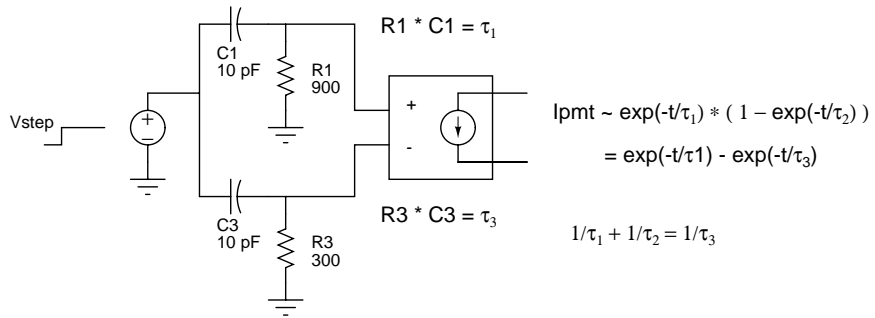 R1 * C1 = τ₁
C1
10 pF
R1
900
Vstep
+
−
+
-
Ipmt ~ exp(-t/τ₁) * ( 1 − exp(-t/τ₂) )
= exp(-t/τ1) - exp(-t/τ₃)
C3
10 pF
R3
300
R3 * C3 = τ₃
1/τ₁ + 1/τ₂ = 1/τ₃